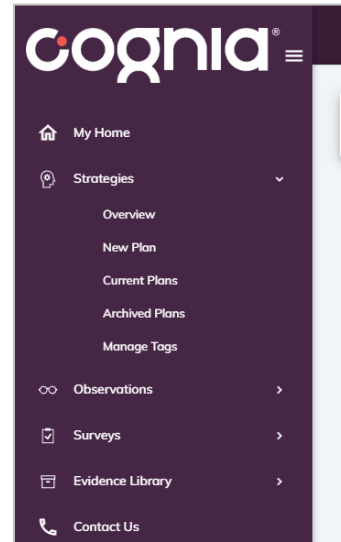 cognia®
My Home
Strategies
Overview
New Plan
Current Plans
Archived Plans
Manage Tags
Observations
Surveys
Evidence Library
Contact Us